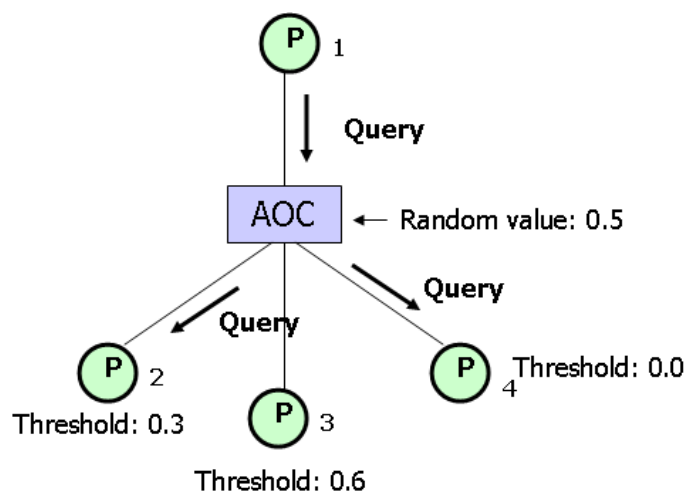 P 1
Query
AOC
Random value: 0.5
Query
Query
P 2
P 4
Threshold: 0.0
Threshold: 0.3
P 3
Threshold: 0.6